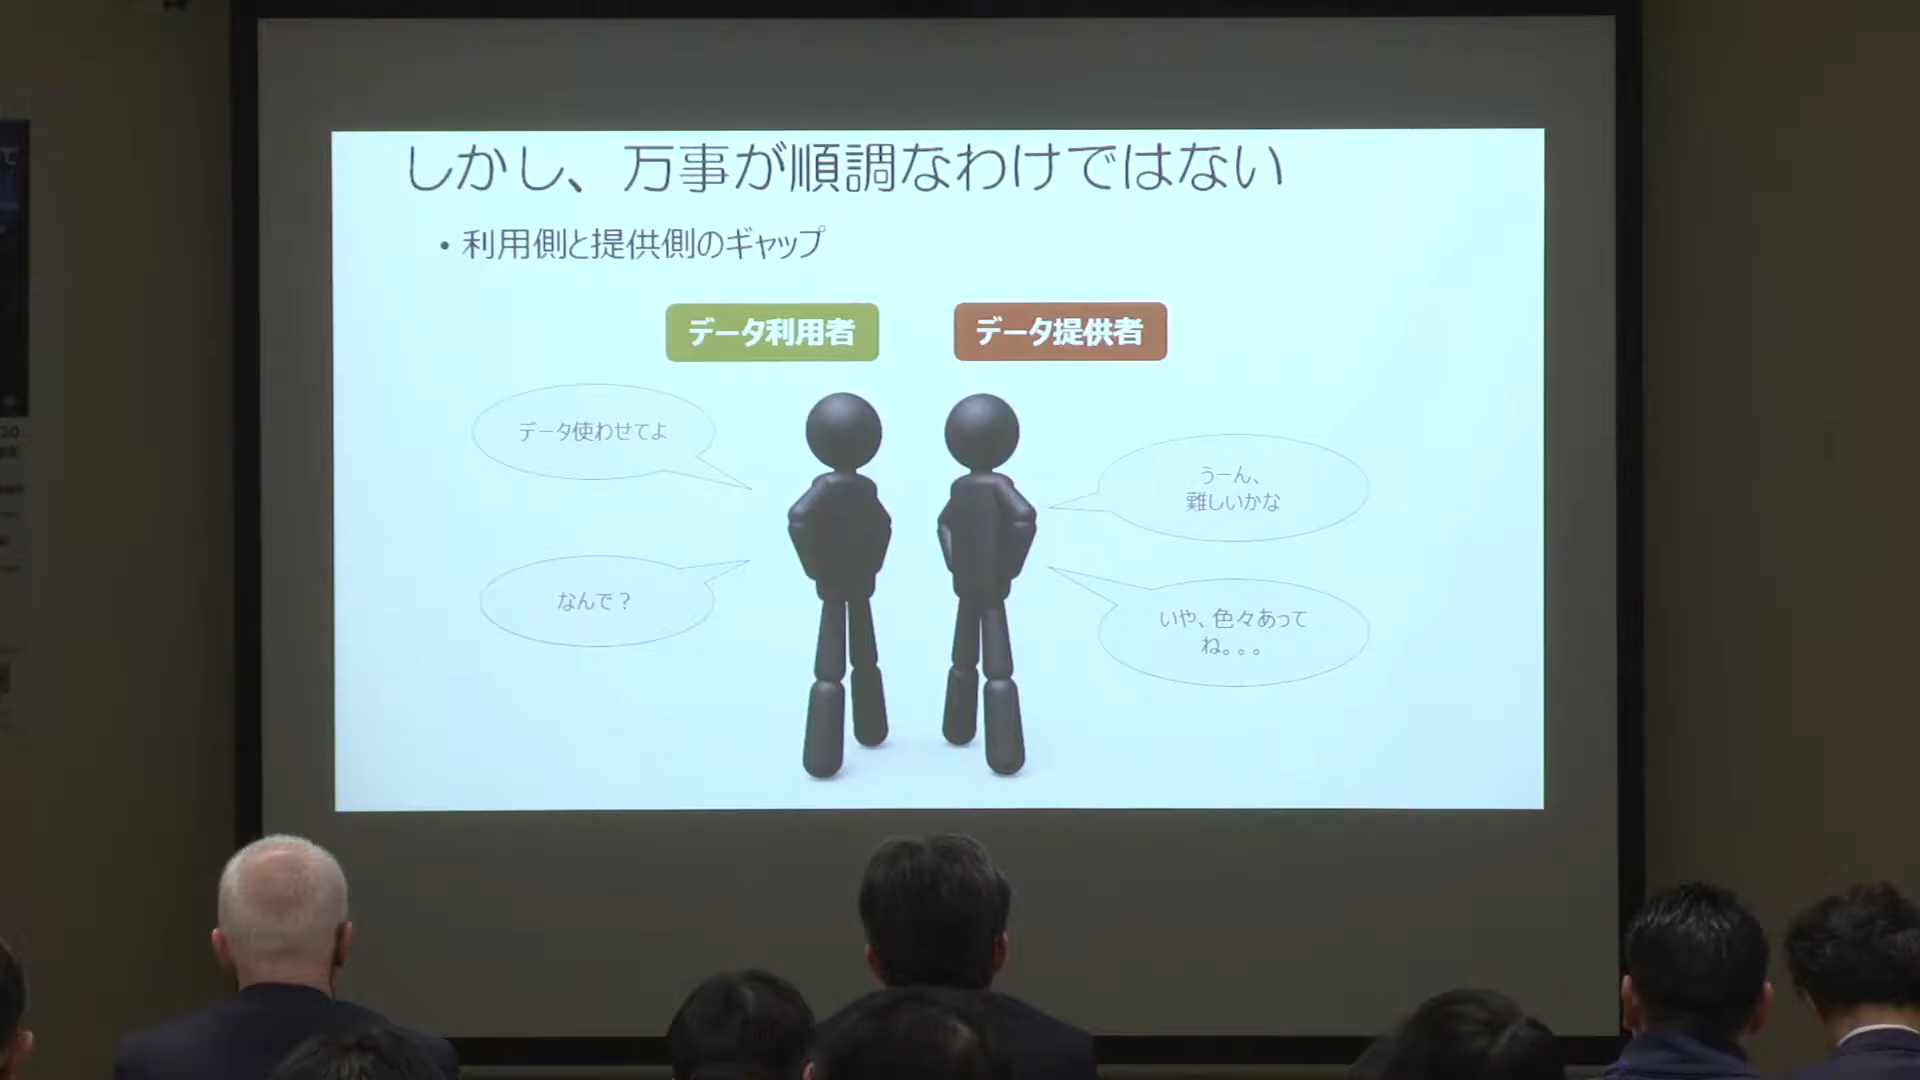 しかし、万事が順調なわけではない
・利用側と提供側のギャップ
データ利用者
データ提供者
データ使わせてよ
うーん、
難しいかな
なんで？
いや、色々あって
ね。。。